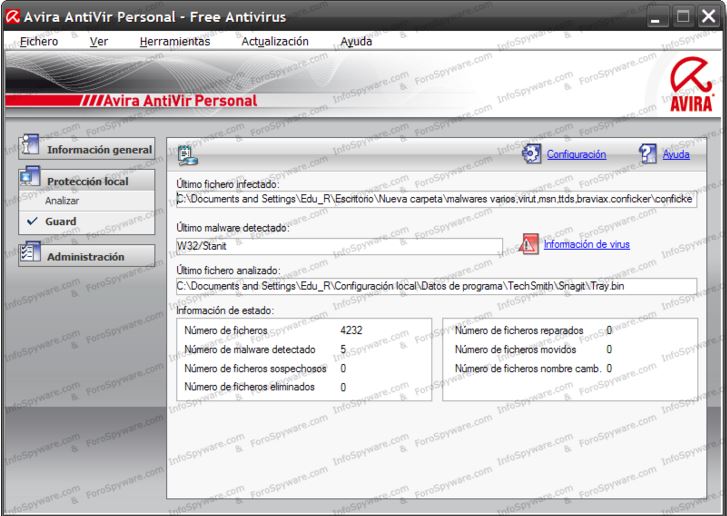 Avira AntiVir Personal - Free Antivirus
Fichero Ver Herramientas Actualización Ayuda
Avira AntiVir Personal
AVIRA
Información general
Protección local
Analizar
Guard
Administración
Configuración Ayuda
Último fichero infectado:
C:\Documents and Settings\Edu_R\Escritorio\Nueva carpeta\malwares varios,virut,msn,ttds,braviax.conficker\conficke
Último malware detectado:
W32/Stanit
Información de virus
Último fichero analizado:
C:\Documents and Settings\Edu_R\Configuración local\Datos de programa\TechSmith\Snagit\Tray.bin
Información de estado:
Número de ficheros 4232
Número de malware detectado 5
Número de ficheros sospechosos 0
Número de ficheros eliminados 0
Número de ficheros reparados 0
Número de ficheros movidos 0
Número de ficheros nombre camb. 0
InfoSpyware.com & ForoSpyware.com